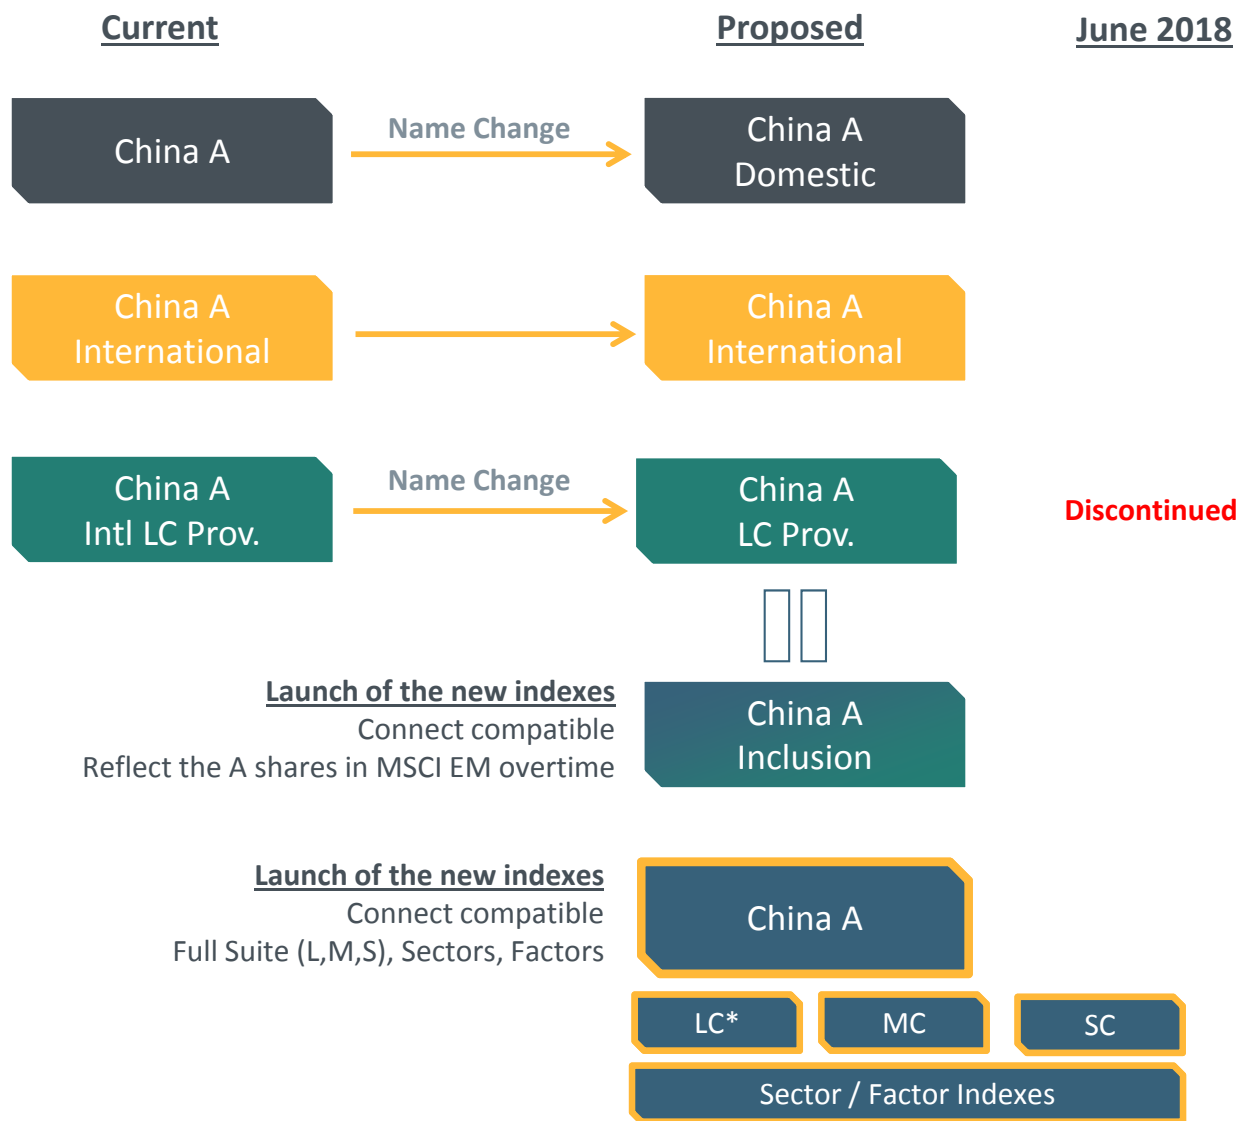 Current
Proposed
June 2018
China A
Name Change
China A
Domestic
China A
International
China A
International
China A
Intl LC Prov.
Name Change
China A
LC Prov.
Discontinued
Launch of the new indexes
Connect compatible
Reflect the A shares in MSCI EM overtime
China A
Inclusion
Launch of the new indexes
Connect compatible
Full Suite (L,M,S), Sectors, Factors
China A
LC*
MC
SC
Sector / Factor Indexes